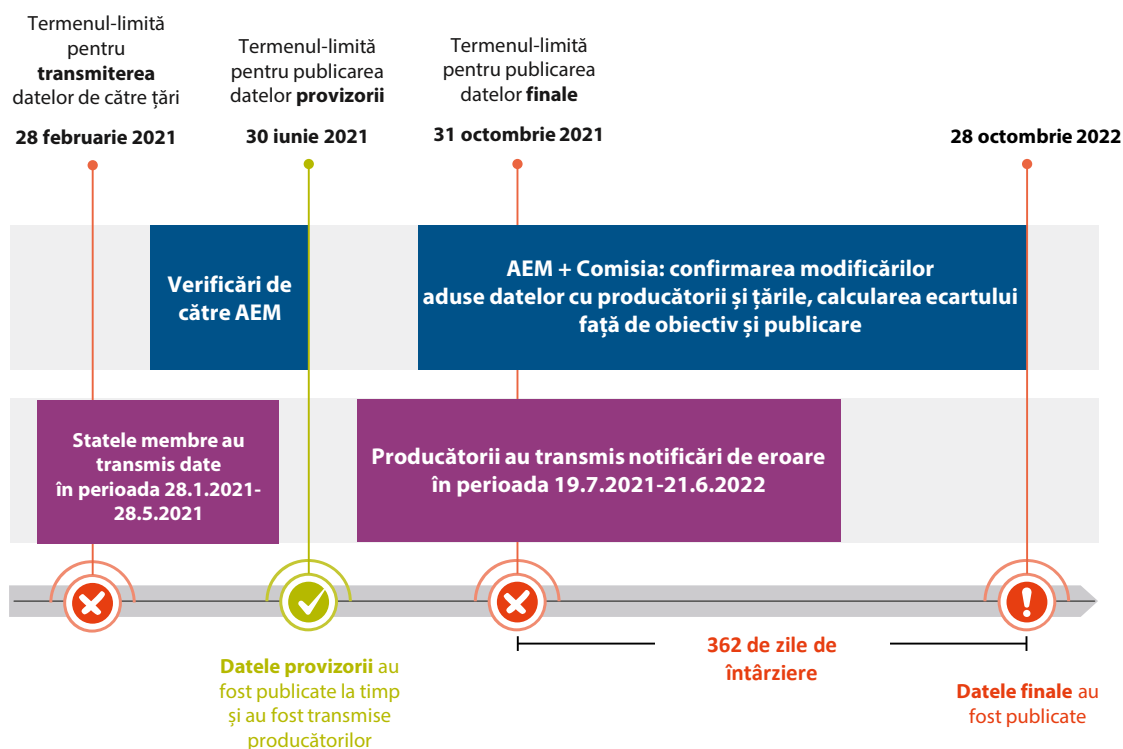 Termenul-limită
pentru
transmiterea
datelor de către țări
28 februarie 2021
Termenul-limită
pentru publicarea
datelor provizorii
30 iunie 2021
Termenul-limită
pentru publicarea
datelor finale
31 octombrie 2021
28 octombrie 2022
Verificări de
către AEM
AEM + Comisia: confirmarea modificărilor
aduse datelor cu producătorii și țările, calcularea ecartului
față de obiectiv și publicare
Statele membre au
transmis date
în perioada 28.1.2021-
28.5.2021
Producătorii au transmis notificări de eroare
în perioada 19.7.2021-21.6.2022
362 de zile de
întârziere
Datele provizorii au
fost publicate la timp
și au fost transmise
producătorilor
Datele finale au
fost publicate